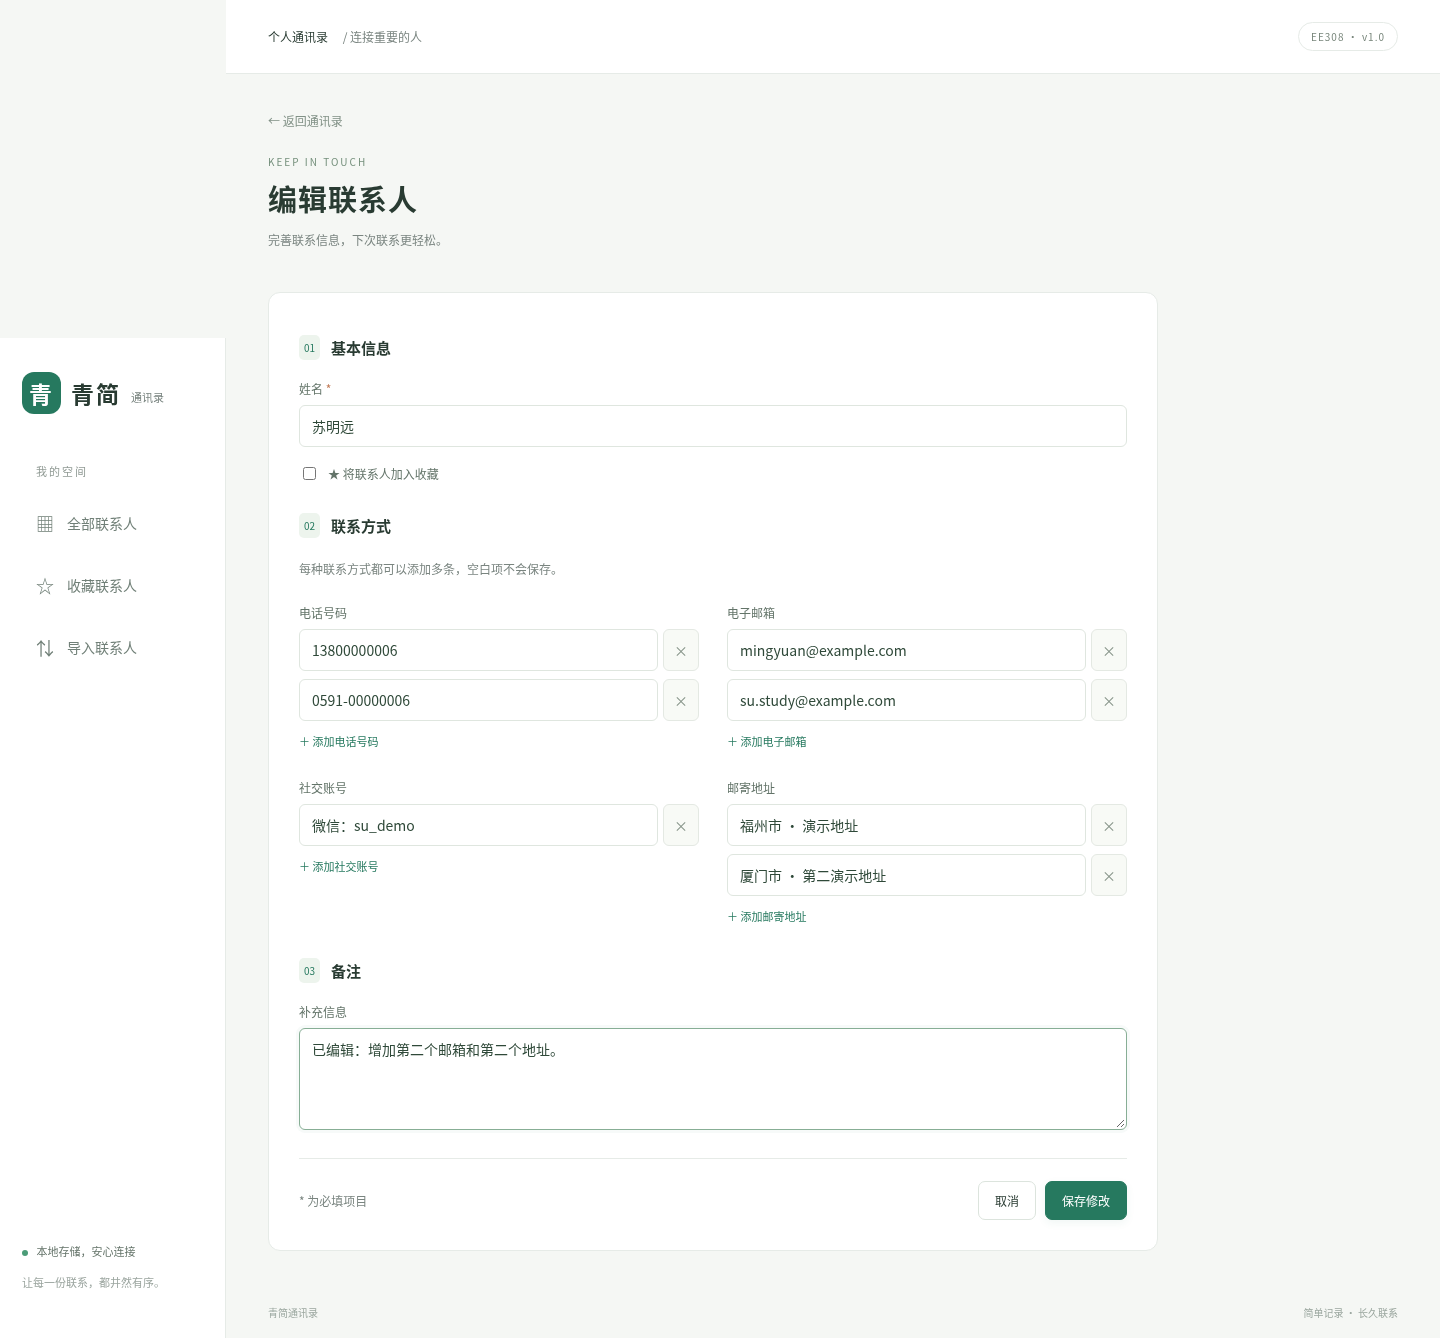 个人通讯录 / 连接重要的人
EE308 · v1.0
← 返回通讯录
KEEP IN TOUCH
编辑联系人
完善联系信息，下次联系更轻松。
青 青简 通讯录
我的空间
全部联系人
收藏联系人
导入联系人
本地存储，安心连接
让每一份联系，都井然有序。
01 基本信息
姓名 *
苏明远
★ 将联系人加入收藏
02 联系方式
每种联系方式都可以添加多条，空白项不会保存。
电话号码
13800000006 ×
0591-00000006 ×
＋ 添加电话号码
电子邮箱
mingyuan@example.com ×
su.study@example.com ×
＋ 添加电子邮箱
社交账号
微信：su_demo ×
＋ 添加社交账号
邮寄地址
福州市 · 演示地址 ×
厦门市 · 第二演示地址 ×
＋ 添加邮寄地址
03 备注
补充信息
已编辑：增加第二个邮箱和第二个地址。
* 为必填项目
取消
保存修改
青简通讯录
简单记录 · 长久联系